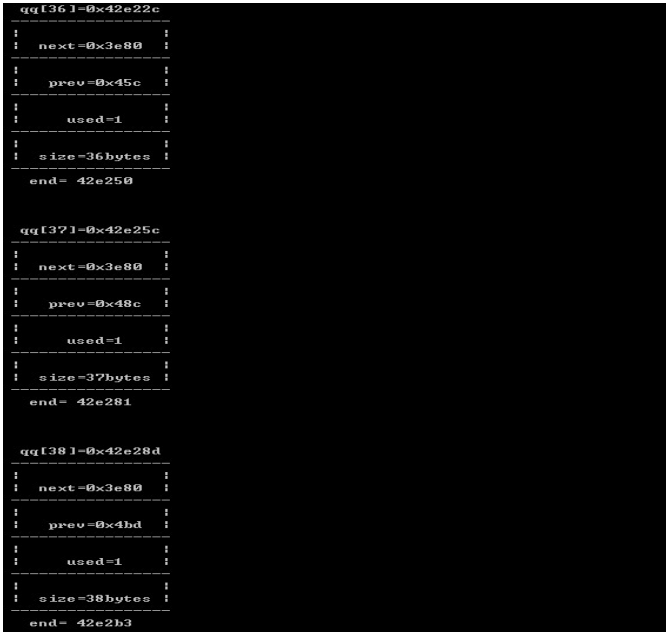 qq[36]=0x42e22c
next=0x3e80
prev=0x45c
used=1
size=36bytes
end= 42e250
qq[37]=0x42e25c
next=0x3e80
prev=0x48c
used=1
size=37bytes
end= 42e281
qq[38]=0x42e28d
next=0x3e80
prev=0x4bd
used=1
size=38bytes
end= 42e2b3